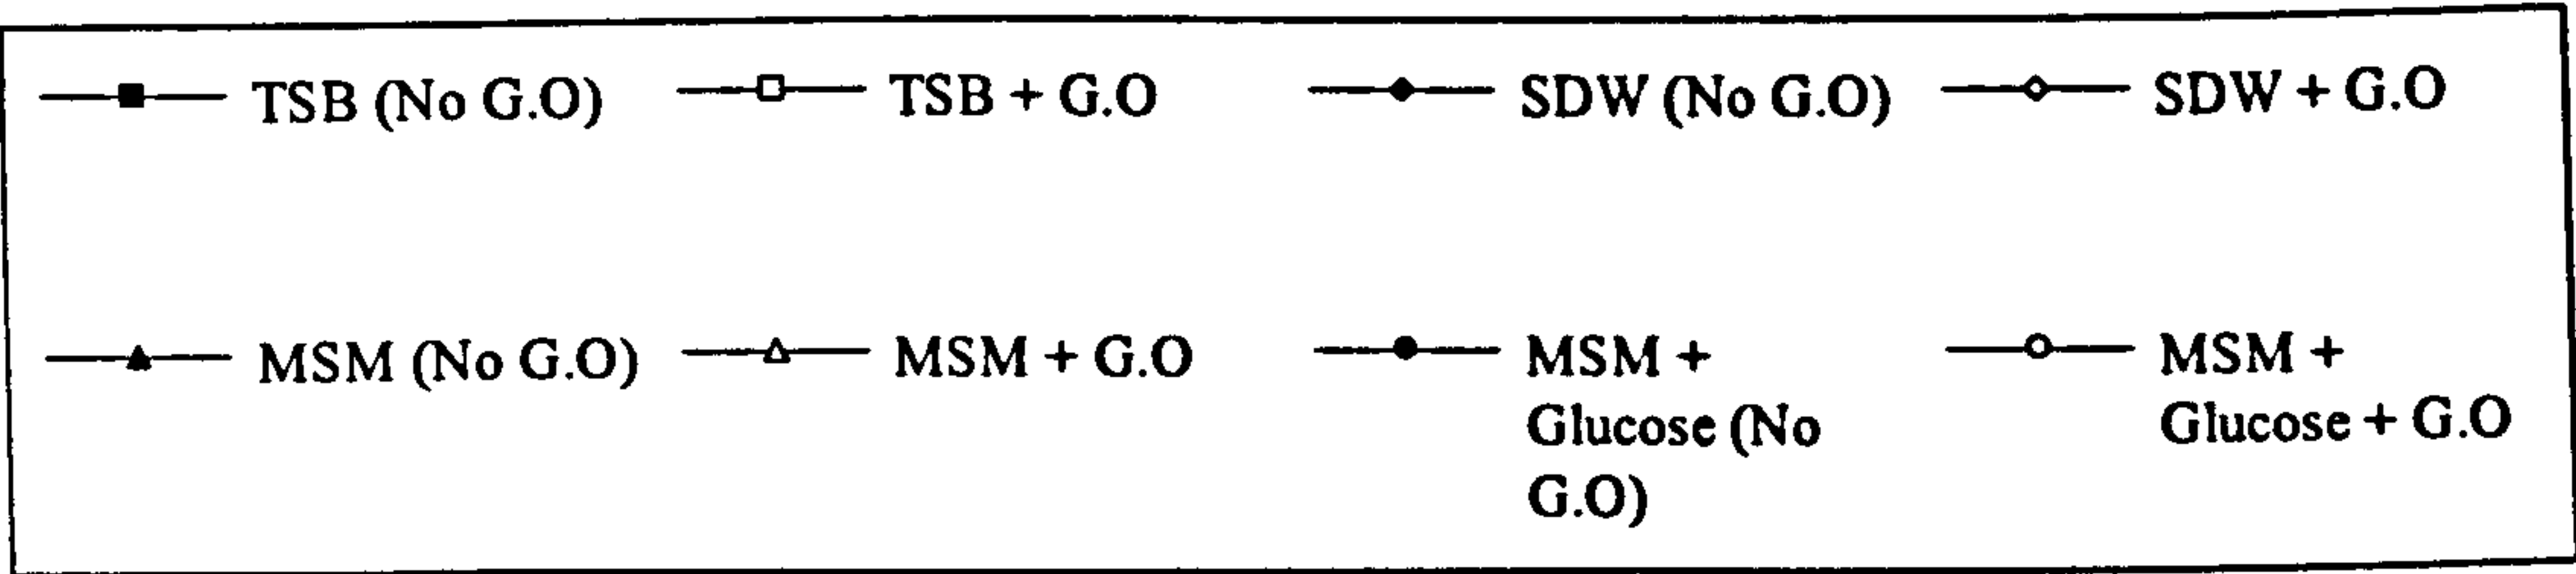 TSB (No G.O) TSB + G.O SDW (No G.O) SDW + G.O
MSM (No G.O) MSM + G.O MSM + Glucose (No G.O) MSM + Glucose + G.O